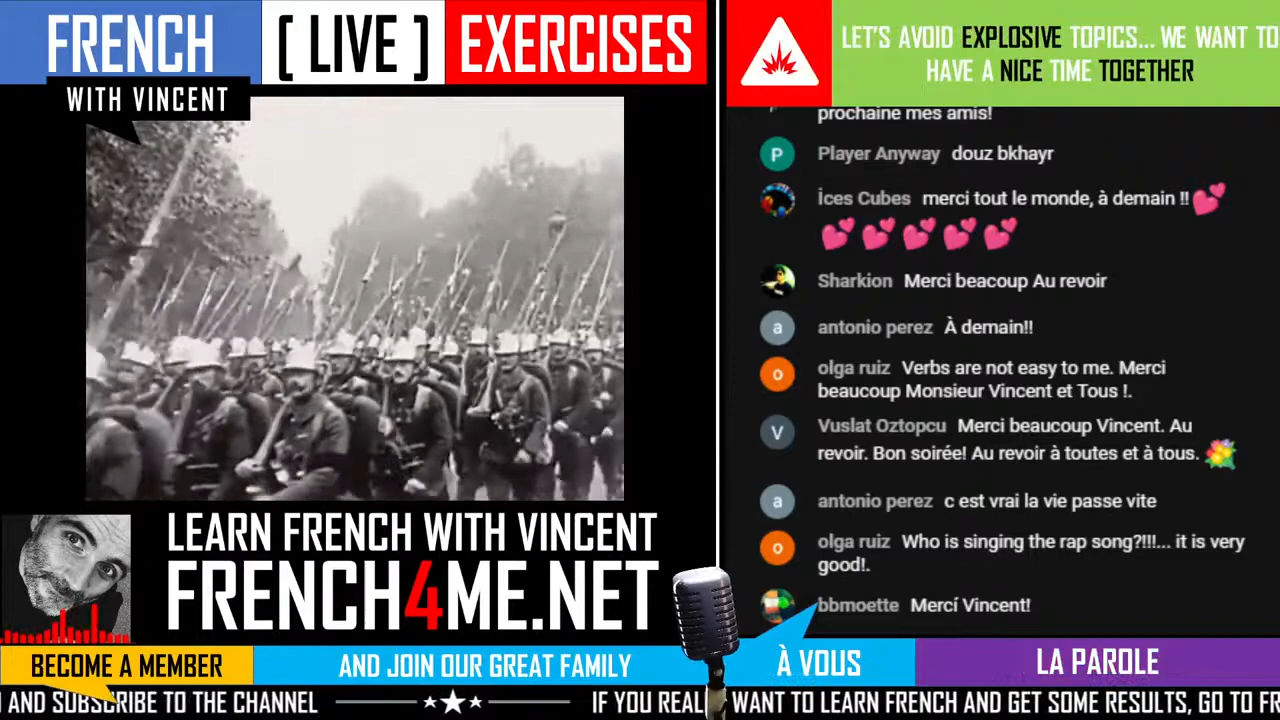 FRENCH
[ LIVE ]
EXERCISES
WITH VINCENT
LET'S AVOID EXPLOSIVE TOPICS... WE WANT TO
HAVE A NICE TIME TOGETHER
prochaine mes amis!
P
Player Anyway douz bkhayr
İces Cubes merci tout le monde, à demain !!
Sharkion Merci beacoup Au revoir
a
antonio perez À demain!!
o
olga ruiz Verbs are not easy to me. Merci
beaucoup Monsieur Vincent et Tous !.
V
Vuslat Oztopcu Merci beaucoup Vincent. Au
revoir. Bon soirée! Au revoir à toutes et à tous.
a
antonio perez c est vrai la vie passe vite
o
olga ruiz Who is singing the rap song?!!!... it is very
good!.
bbmoette Mercí Vincent!
LEARN FRENCH WITH VINCENT
FRENCH4ME.NET
BECOME A MEMBER
AND JOIN OUR GREAT FAMILY
À VOUS
LA PAROLE
AND SUBSCRIBE TO THE CHANNEL
IF YOU REAL WANT TO LEARN FRENCH AND GET SOME RESULTS, GO TO FR